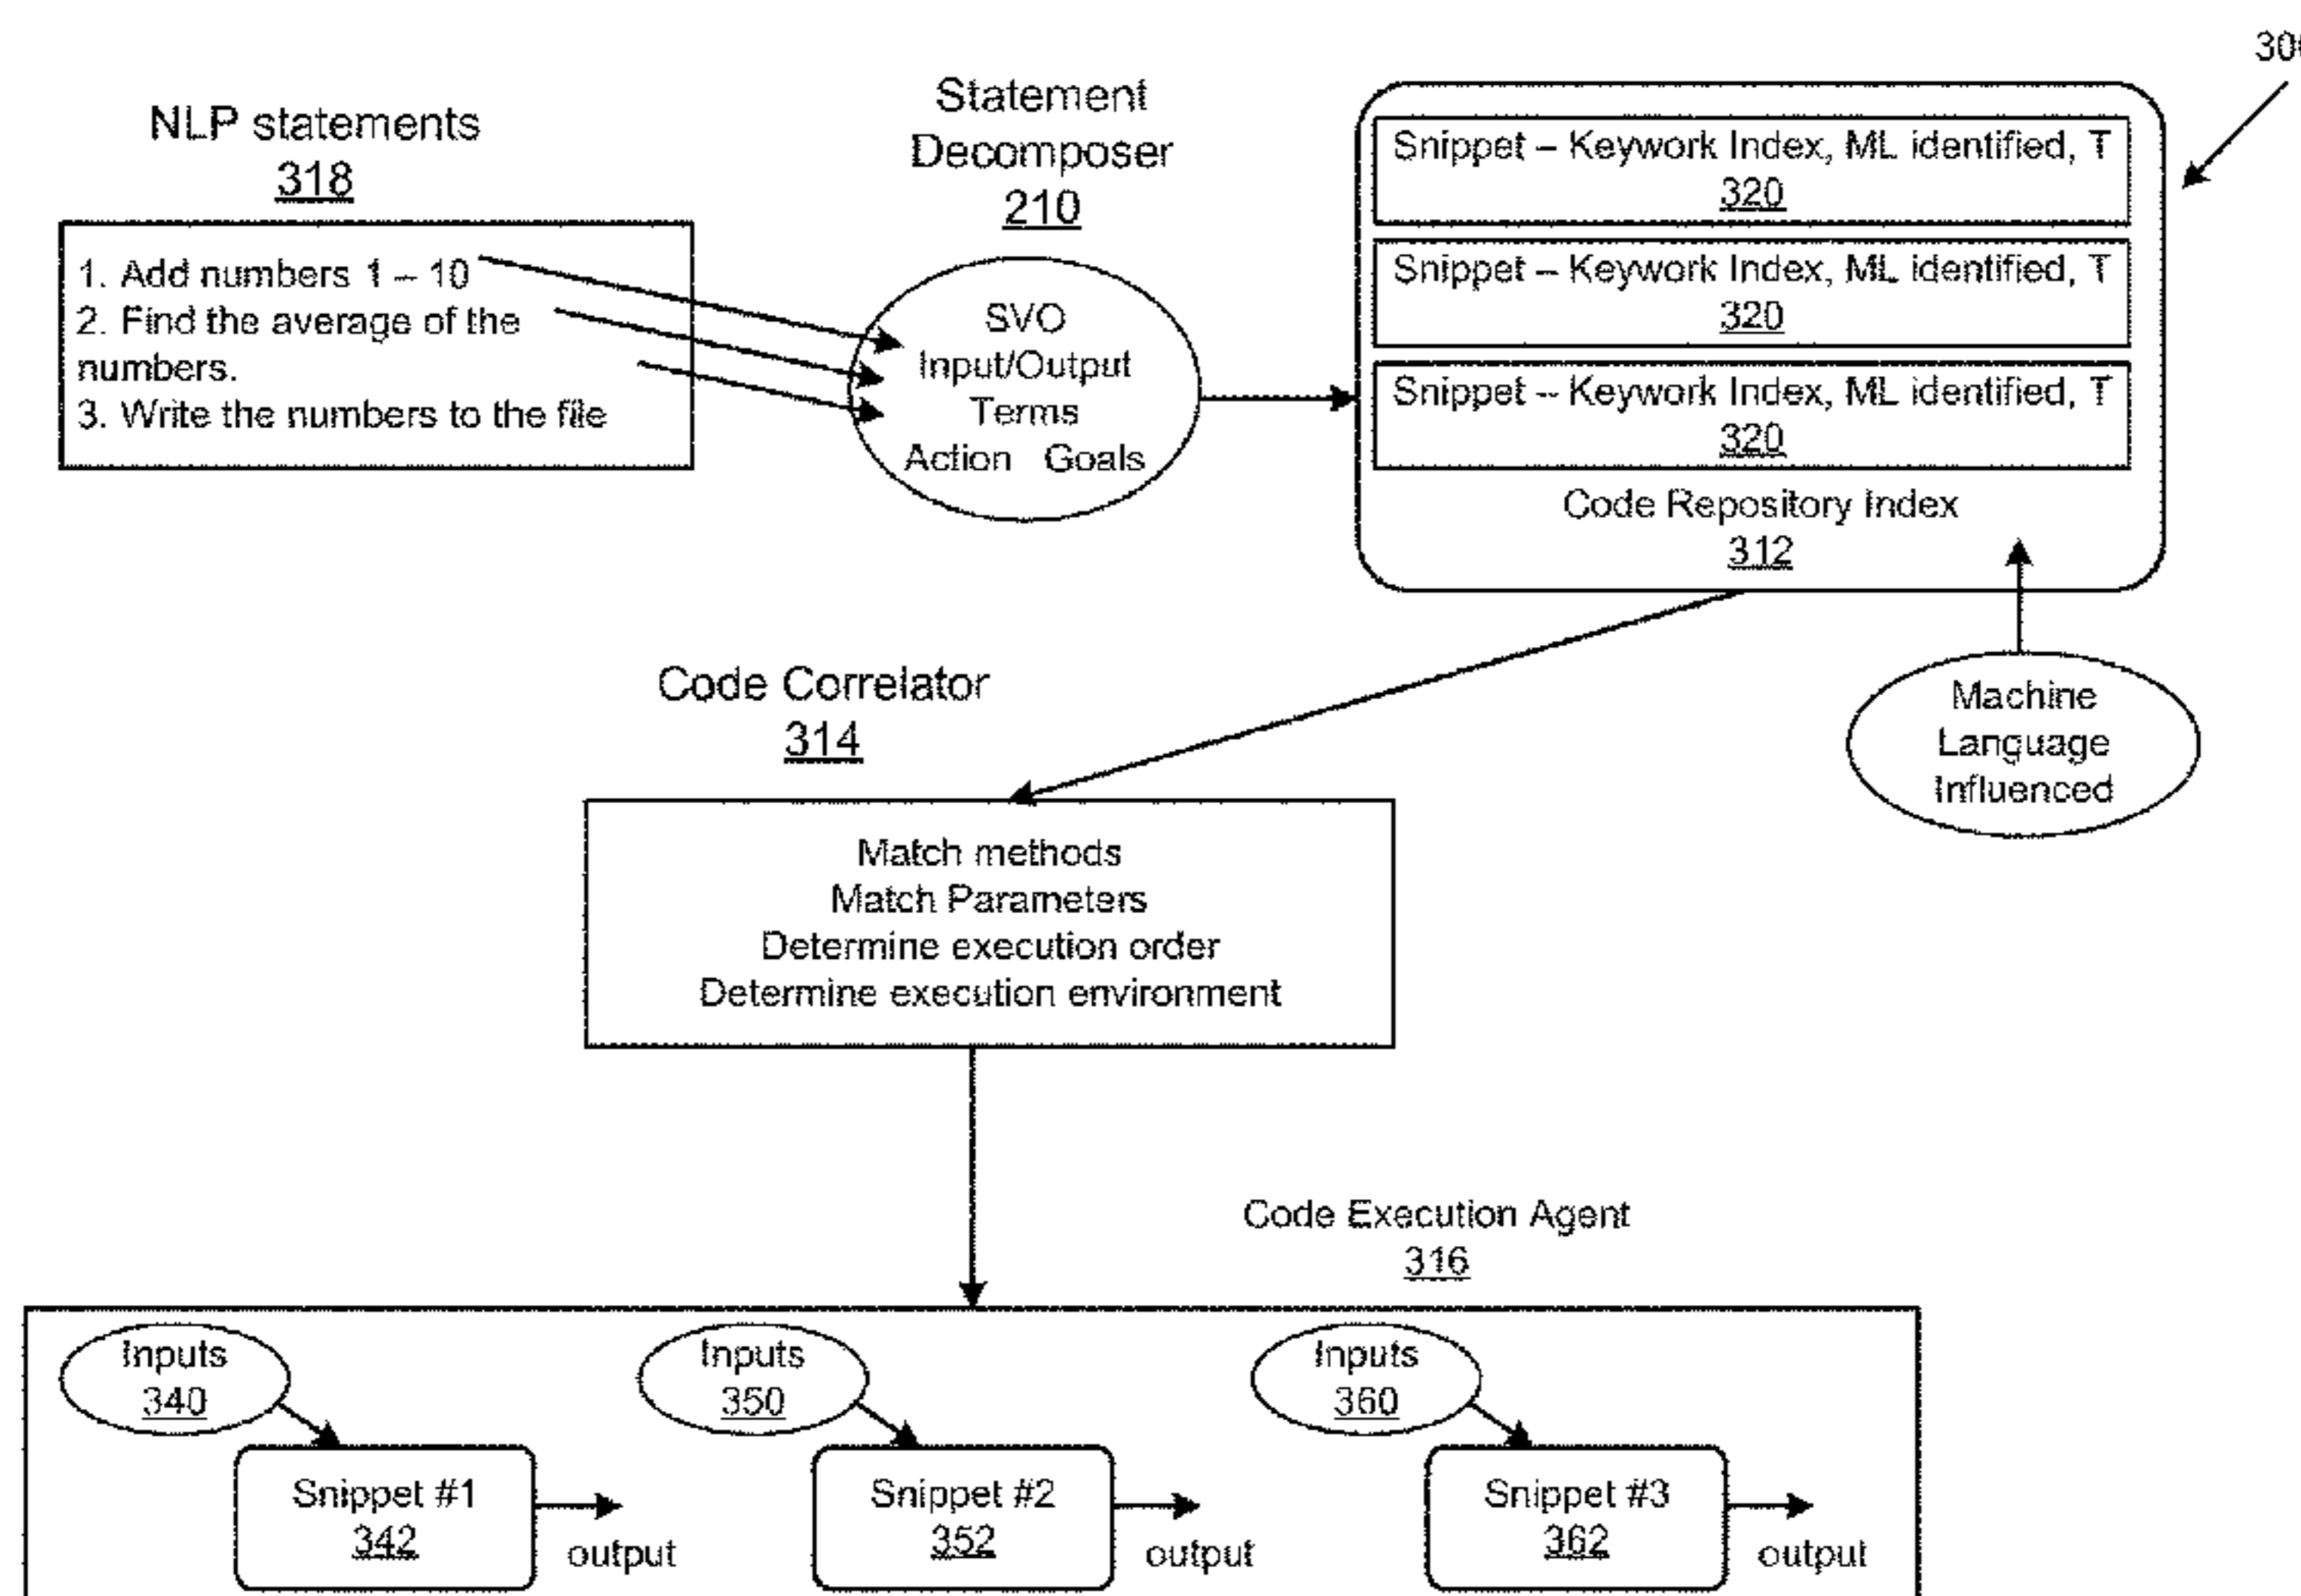 300
NLP statements
318
1. Add numbers 1 – 10
2. Find the average of the
numbers.
3. Write the numbers to the file
Statement
Decomposer
210
SVO
Input/Output
Terms
Action Goals
Snippet – Keywork Index, ML identified, T
320
Snippet – Keywork Index, ML identified, T
320
Snippet – Keywork Index, ML identified, T
320
Code Repository Index
312
Machine
Language
Influenced
Code Correlator
314
Match methods
Match Parameters
Determine execution order
Determine execution environment
Code Execution Agent
316
Inputs
340
Snippet #1
342
output
Inputs
350
Snippet #2
352
output
Inputs
360
Snippet #3
362
output